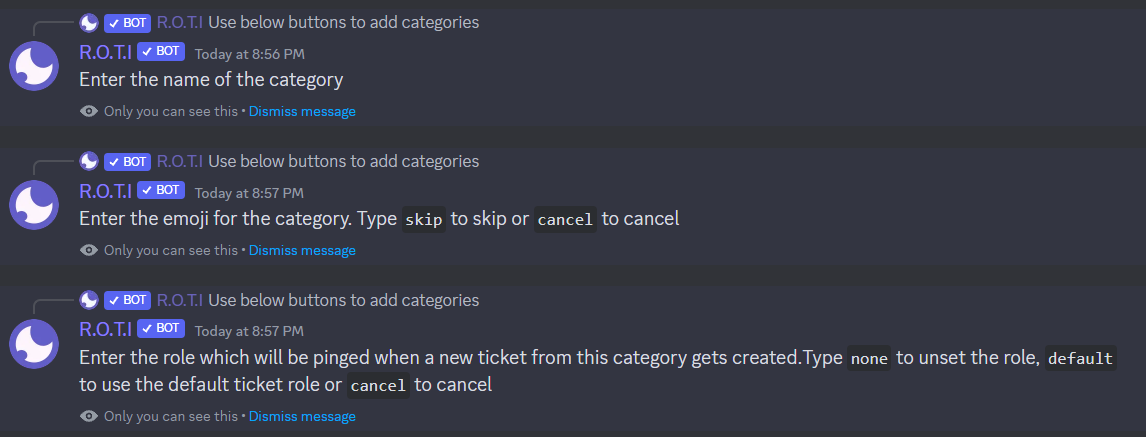 ✓ BOT R.O.T.I Use below buttons to add categories
R.O.T.I ✓ BOT Today at 8:56 PM
Enter the name of the category
Only you can see this • Dismiss message
✓ BOT R.O.T.I Use below buttons to add categories
R.O.T.I ✓ BOT Today at 8:57 PM
Enter the emoji for the category. Type skip to skip or cancel to cancel
Only you can see this • Dismiss message
✓ BOT R.O.T.I Use below buttons to add categories
R.O.T.I ✓ BOT Today at 8:57 PM
Enter the role which will be pinged when a new ticket from this category gets created.Type none to unset the role, default
to use the default ticket role or cancel to cancel
Only you can see this • Dismiss message